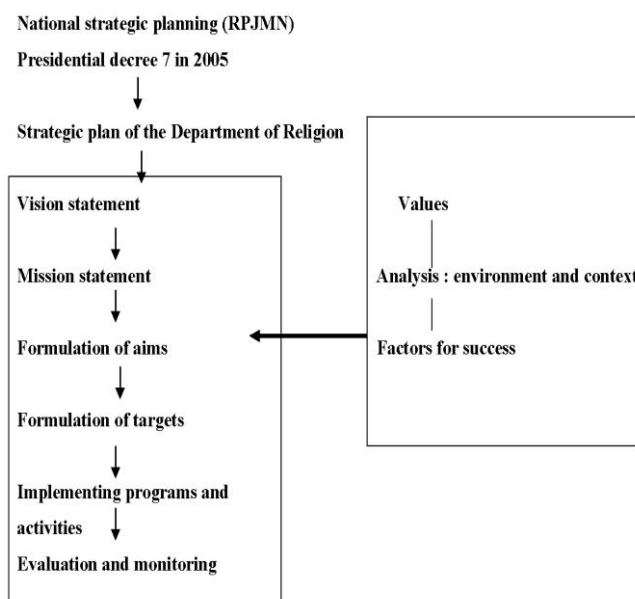 National strategic planning (RPJMN)
Presidential decree 7 in 2005
Strategic plan of the Department of Religion
Vision statement
Mission statement
Formulation of aims
Formulation of targets
Implementing programs and
activities
Evaluation and monitoring
Values
Analysis : environment and context
Factors for success